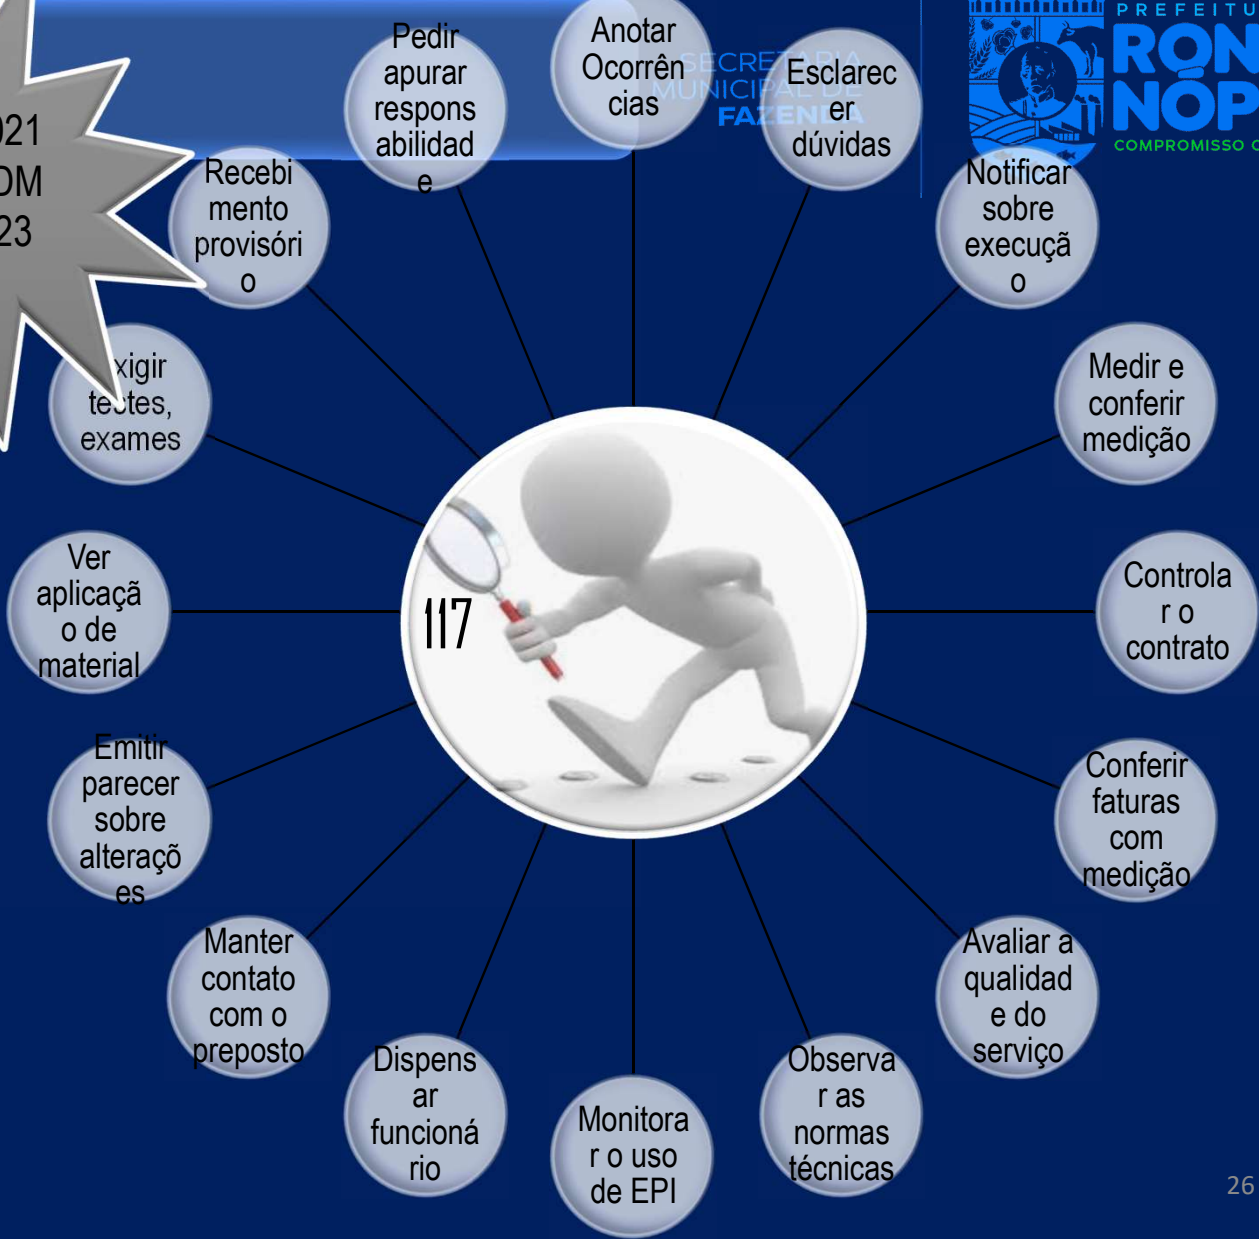 021
DM
23
SECRETARIA
MUNICIPAL DE
FAZENDA
PREFEITU
RON
NÓP
COMPROMISSO C
Anotar
Ocorrên
cias
Esclarec
er
dúvidas
Notificar
sobre
execuçã
o
Medir e
conferir
medição
Controla
r o
contrato
Conferir
faturas
com
medição
Avaliar a
qualidad
e do
serviço
Observa
r as
normas
técnicas
Monitora
r o uso
de EPI
Dispens
ar
funcioná
rio
Manter
contato
com o
preposto
Emitir
parecer
sobre
alteraçõ
es
Ver
aplicaçã
o de
material
xigir
testes,
exames
Recebi
mento
provisóri
o
Pedir
apurar
respons
abilidad
e
117
26